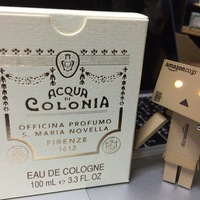 ACQUA
DI
COLONIA
OFFICINA PROFUMO
S. MARIA NOVELLA
FIRENZE
1612
EAU DE COLOGNE
100 mL e 3.3 FL. OZ
amazon.co.jp